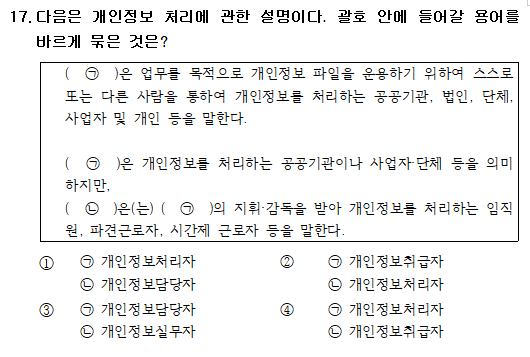 17. 다음은 개인정보 처리에 관한 설명이다. 괄호 안에 들어갈 용어를
바르게 묶은 것은?
( ㉠ )은 업무를 목적으로 개인정보 파일을 운용하기 위하여 스스로
또는 다른 사람을 통하여 개인정보를 처리하는 공공기관, 법인, 단체,
사업자 및 개인 등을 말한다.
( ㉠ )은 개인정보를 처리하는 공공기관이나 사업자·단체 등을 의미
하지만,
( ㉡ )은(는) ( ㉠ )의 지휘·감독을 받아 개인정보를 처리하는 임직
원, 파견근로자, 시간제 근로자 등을 말한다.
① ㉠ 개인정보처리자 ② ㉠ 개인정보취급자
㉡ 개인정보담당자 ㉡ 개인정보처리자
③ ㉠ 개인정보담당자 ④ ㉠ 개인정보처리자
㉡ 개인정보실무자 ㉡ 개인정보취급자